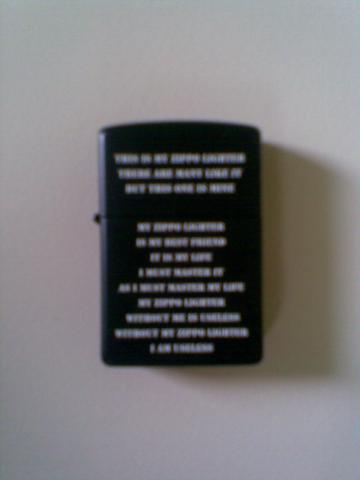 THIS IS MY ZIPPO LIGHTER
THERE ARE MANY LIKE IT
BUT THIS ONE IS MINE
MY ZIPPO LIGHTER
IS MY BEST FRIEND
IT IS MY LIFE
I MUST MASTER IT
AS I MUST MASTER MY LIFE
MY ZIPPO LIGHTER
WITHOUT ME IS USELESS
WITHOUT MY ZIPPO LIGHTER
I AM USELESS